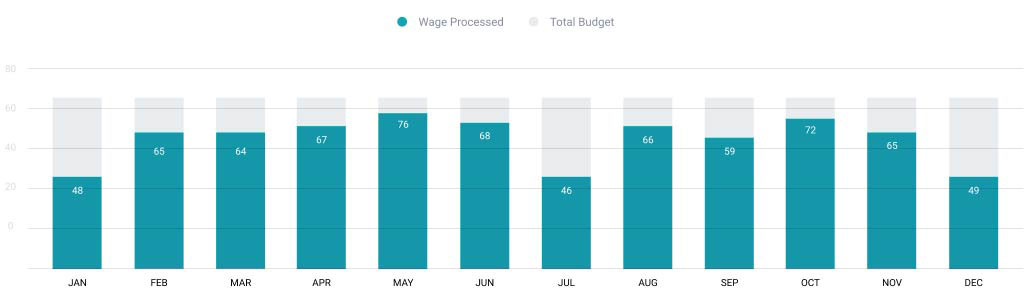 Wage Processed Total Budget
80
60
40
20
0
48 65 64 67 76 68 46 66 59 72 65 49
JAN FEB MAR APR MAY JUN JUL AUG SEP OCT NOV DEC